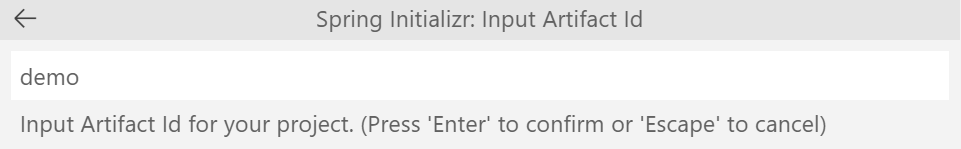 Spring Initializr: Input Artifact Id
demo
Input Artifact Id for your project. (Press 'Enter' to confirm or 'Escape' to cancel)